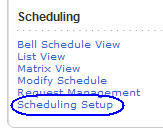 Scheduling
Bell Schedule View
List View
Matrix View
Modify Schedule
Request Management
Scheduling Setup